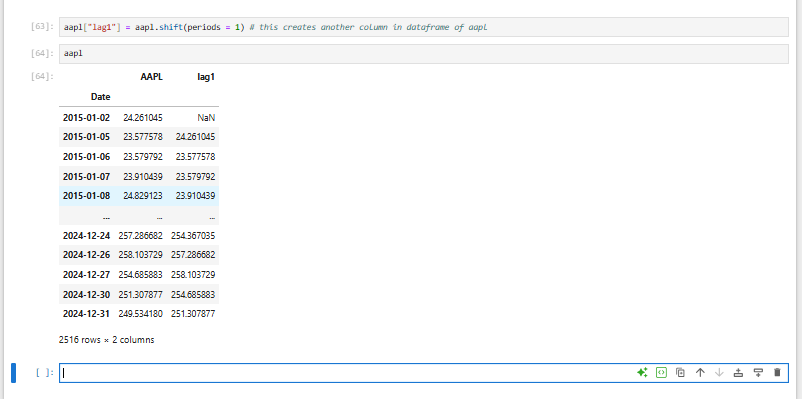 [63]: aapl["lag1"] = aapl.shift(periods = 1) # this creates another column in dataframe of aapl
[64]: aapl
[64]:
AAPL lag1
Date
2015-01-02 24.261045 NaN
2015-01-05 23.577578 24.261045
2015-01-06 23.579792 23.577578
2015-01-07 23.910439 23.579792
2015-01-08 24.829123 23.910439
... ... ...
2024-12-24 257.286682 254.367035
2024-12-26 258.103729 257.286682
2024-12-27 254.685883 258.103729
2024-12-30 251.307877 254.685883
2024-12-31 249.534180 251.307877
2516 rows × 2 columns
[ ]: